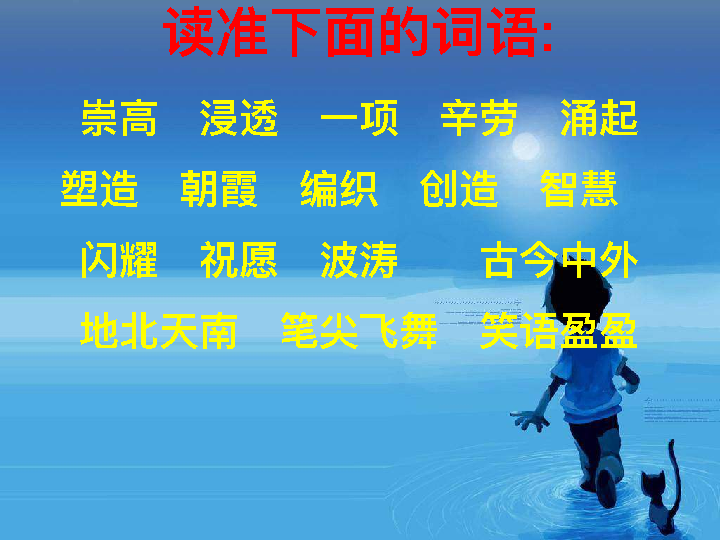 读准下面的词语:
崇高 浸透 一项 辛劳 涌起
塑造 朝霞 编织 创造 智慧
闪耀 祝愿 波涛 古今中外
地北天南 笔尖飞舞 笑语盈盈